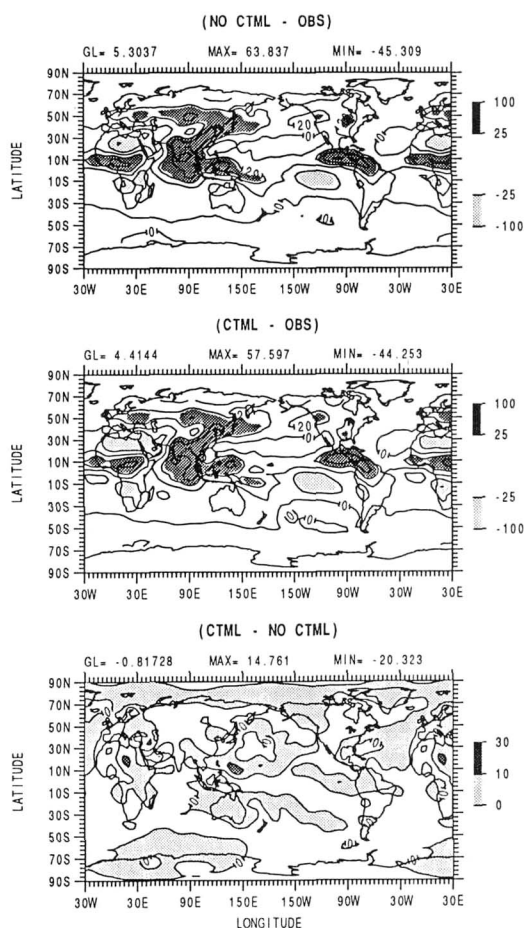 (NO CTML - OBS)
GL = 5.3037 MAX = 63.837 MIN = -45.309
90N
70N
50N
30N
10N
10S
30S
50S
70S
90S
LATITUDE
30W 30E 90E 150E 150W 90W 30W 30E
100
25
-25
-100
(CTML - OBS)
GL = 4.4144 MAX = 57.597 MIN = -44.253
90N
70N
50N
30N
10N
10S
30S
50S
70S
90S
LATITUDE
30W 30E 90E 150E 150W 90W 30W 30E
100
25
-25
-100
(CTML - NO CTML)
GL= -0.81728 MAX= 14.761 MIN= -20.323
90N
70N
50N
30N
10N
10S
30S
50S
70S
90S
LATITUDE
30W 30E 90E 150E 150W 90W 30W 30E
LONGITUDE
30
10
0